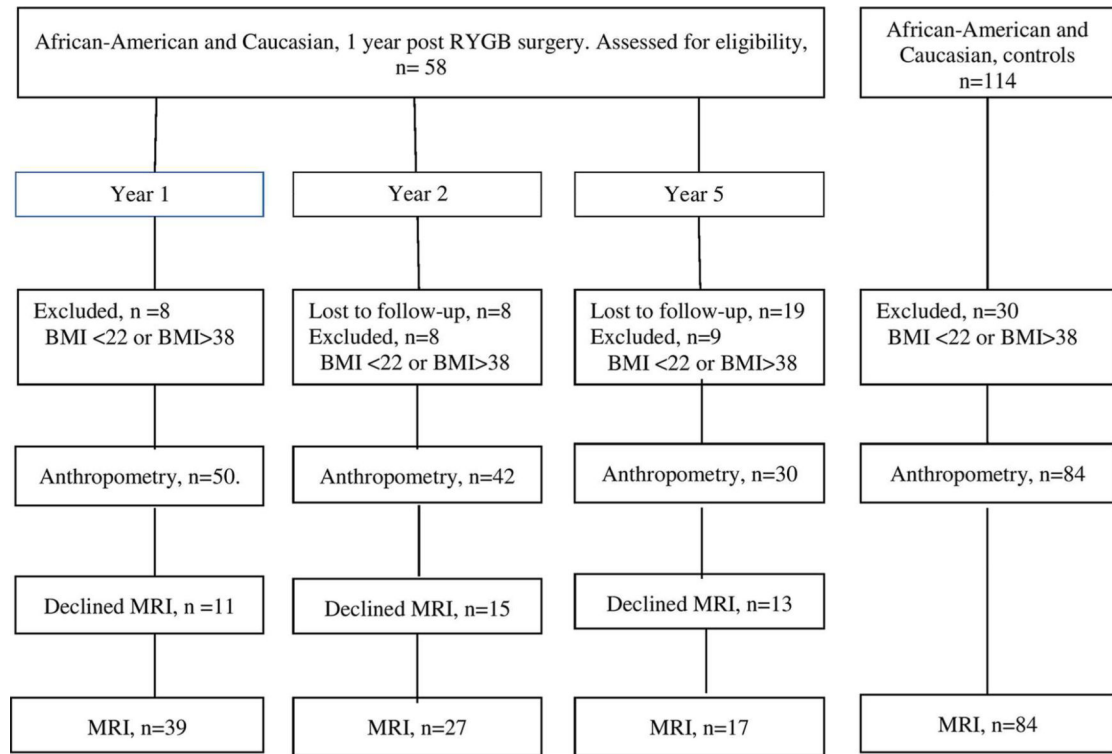 African-American and Caucasian, 1 year post RYGB surgery. Assessed for eligibility,
n= 58
African-American and
Caucasian, controls
n=114
Year 1
Year 2
Year 5
Excluded, n =8
BMI <22 or BMI>38
Lost to follow-up, n=8
Excluded, n=8
BMI <22 or BMI>38
Lost to follow-up, n=19
Excluded, n=9
BMI <22 or BMI>38
Excluded, n=30
BMI <22 or BMI>38
Anthropometry, n=50.
Anthropometry, n=42
Anthropometry, n=30
Anthropometry, n=84
Declined MRI, n =11
Declined MRI, n=15
Declined MRI, n=13
MRI, n=39
MRI, n=27
MRI, n=17
MRI, n=84